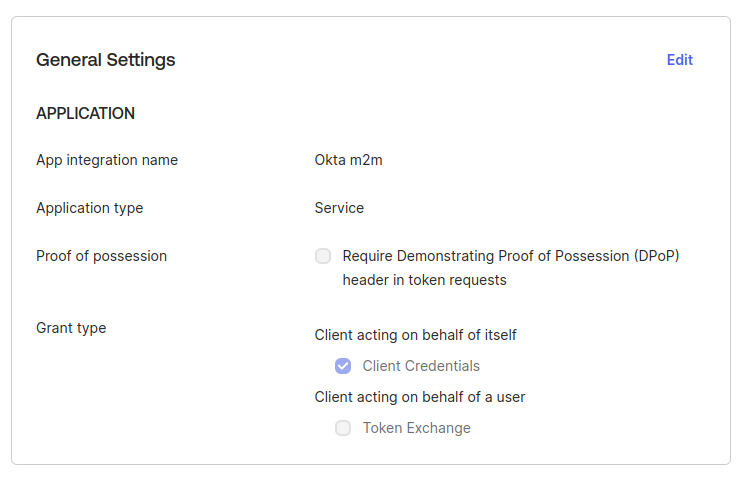 General Settings
Edit
APPLICATION
App integration name
Okta m2m
Application type
Service
Proof of possession
Require Demonstrating Proof of Possession (DPoP)
header in token requests
Grant type
Client acting on behalf of itself
Client Credentials
Client acting on behalf of a user
Token Exchange